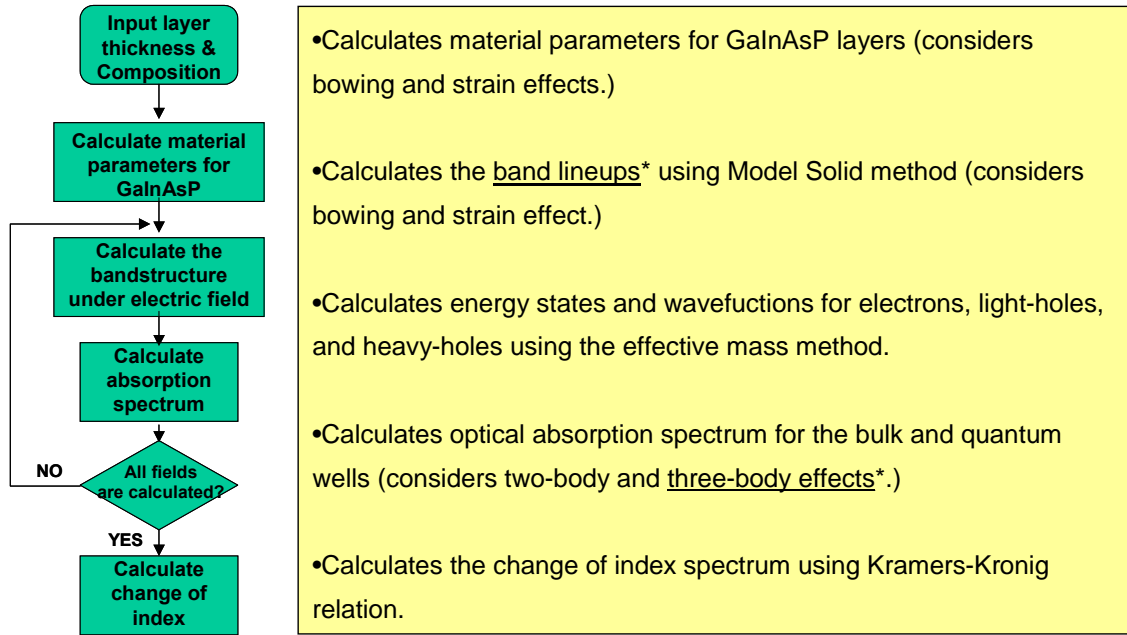 Input layer
thickness &
Composition
Calculate material
parameters for
GaInAsP
Calculate the
bandstructure
under electric field
Calculate
absorption
spectrum
NO
All fields
are calculated?
YES
Calculate
change of
index
•Calculates material parameters for GaInAsP layers (considers
bowing and strain effects.)
•Calculates the band lineups* using Model Solid method (considers
bowing and strain effect.)
•Calculates energy states and wavefuctions for electrons, light-holes,
and heavy-holes using the effective mass method.
•Calculates optical absorption spectrum for the bulk and quantum
wells (considers two-body and three-body effects*.)
•Calculates the change of index spectrum using Kramers-Kronig
relation.